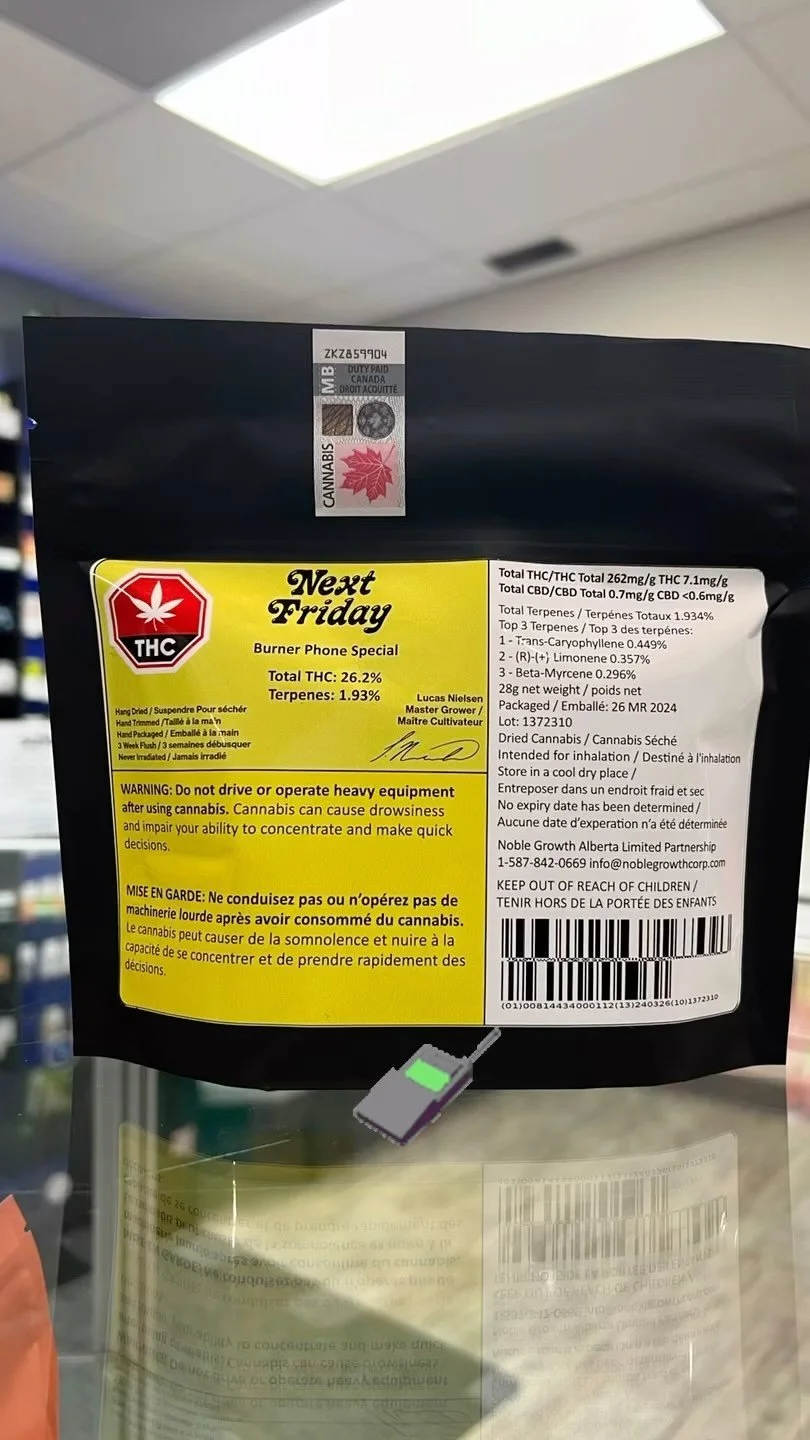 ZKZ859904
MB
DUTY PAID
CANADA
DROIT ACQUITTÉ
CANNABIS
THC
Next
Friday
Burner Phone Special
Total THC: 26.2%
Terpenes: 1.93%
Lucas Nielsen
Master Grower /
Maître Cultivateur
Hang Dried / Suspendre Pour sécher
Hand Trimmed /Taillé à la main
Hand Packaged / Emballé à la main
3 Week Flush / 3 semaines débusquer
Never Irradiated / Jamais irradié
WARNING: Do not drive or operate heavy equipment
after using cannabis. Cannabis can cause drowsiness
and impair your ability to concentrate and make quick
decisions.
MISE EN GARDE: Ne conduisez pas ou n'opérez pas de
machinerie lourde après avoir consommé du cannabis.
Le cannabis peut causer de la somnolence et nuire à la
capacité de se concentrer et de prendre rapidement des
décisions.
Total THC/THC Total 262mg/g THC 7.1mg/g
Total CBD/CBD Total 0.7mg/g CBD <0.6mg/g
Total Terpenes / Terpénes Totaux 1.934%
Top 3 Terpenes / Top 3 des terpénes:
1 - Trans-Caryophyllene 0.449%
2 - (R)-(+) Limonene 0.357%
3 - Beta-Myrcene 0.296%
28g net weight / poids net
Packaged / Emballé: 26 MR 2024
Lot: 1372310
Dried Cannabis / Cannabis Séché
Intended for inhalation / Destiné à l'inhalation
Store in a cool dry place /
Entreposer dans un endroit fraid et sec
No expiry date has been determined /
Aucune date d'experation n'a été déterminée
Noble Growth Alberta Limited Partnership
1-587-842-0669 info@noblegrowthcorp.com
KEEP OUT OF REACH OF CHILDREN /
TENIR HORS DE LA PORTÉE DES ENFANTS
(01)00814434000112(13)240326(10)1372310